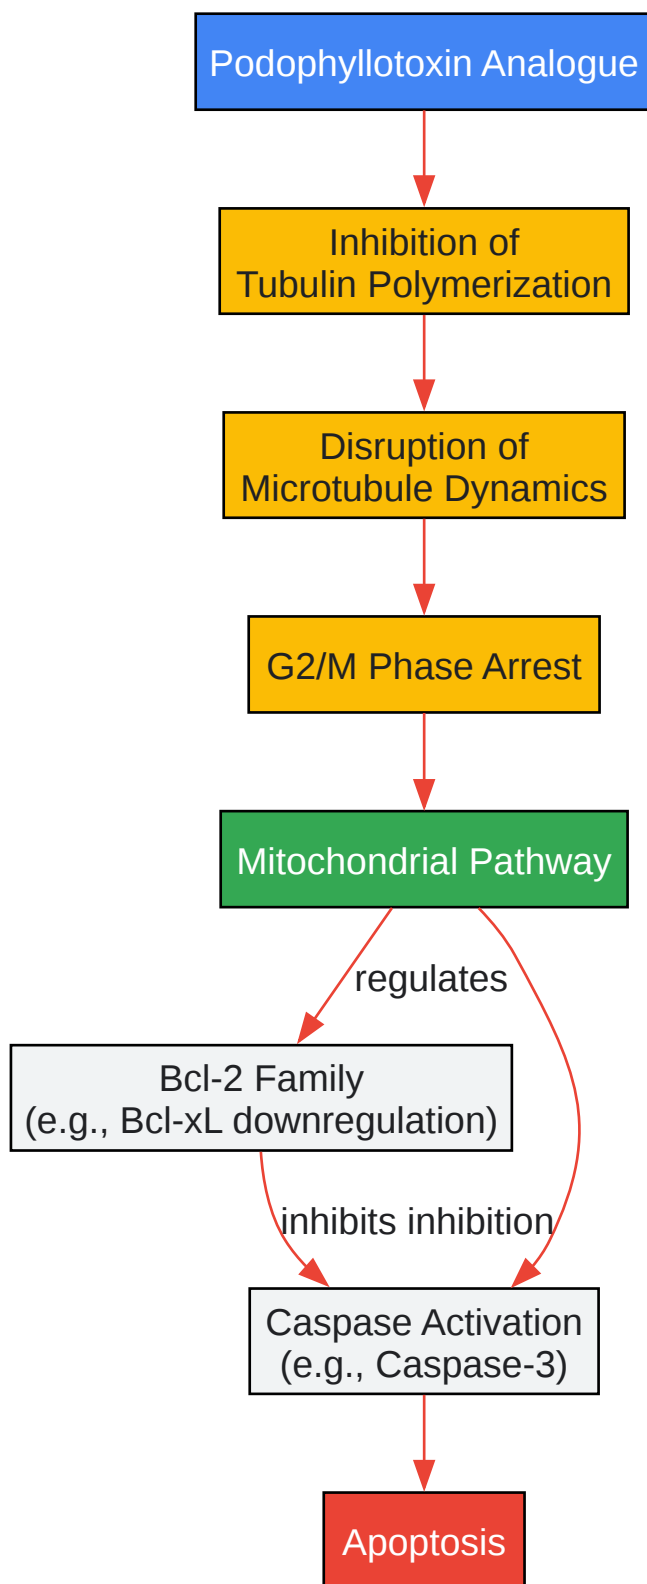 Podophyllotoxin Analogue
Inhibition of
Tubulin Polymerization
Disruption of
Microtubule Dynamics
G2/M Phase Arrest
Mitochondrial Pathway
regulates
Bcl-2 Family
(e.g., Bcl-xL downregulation)
inhibits inhibition
Caspase Activation
(e.g., Caspase-3)
Apoptosis